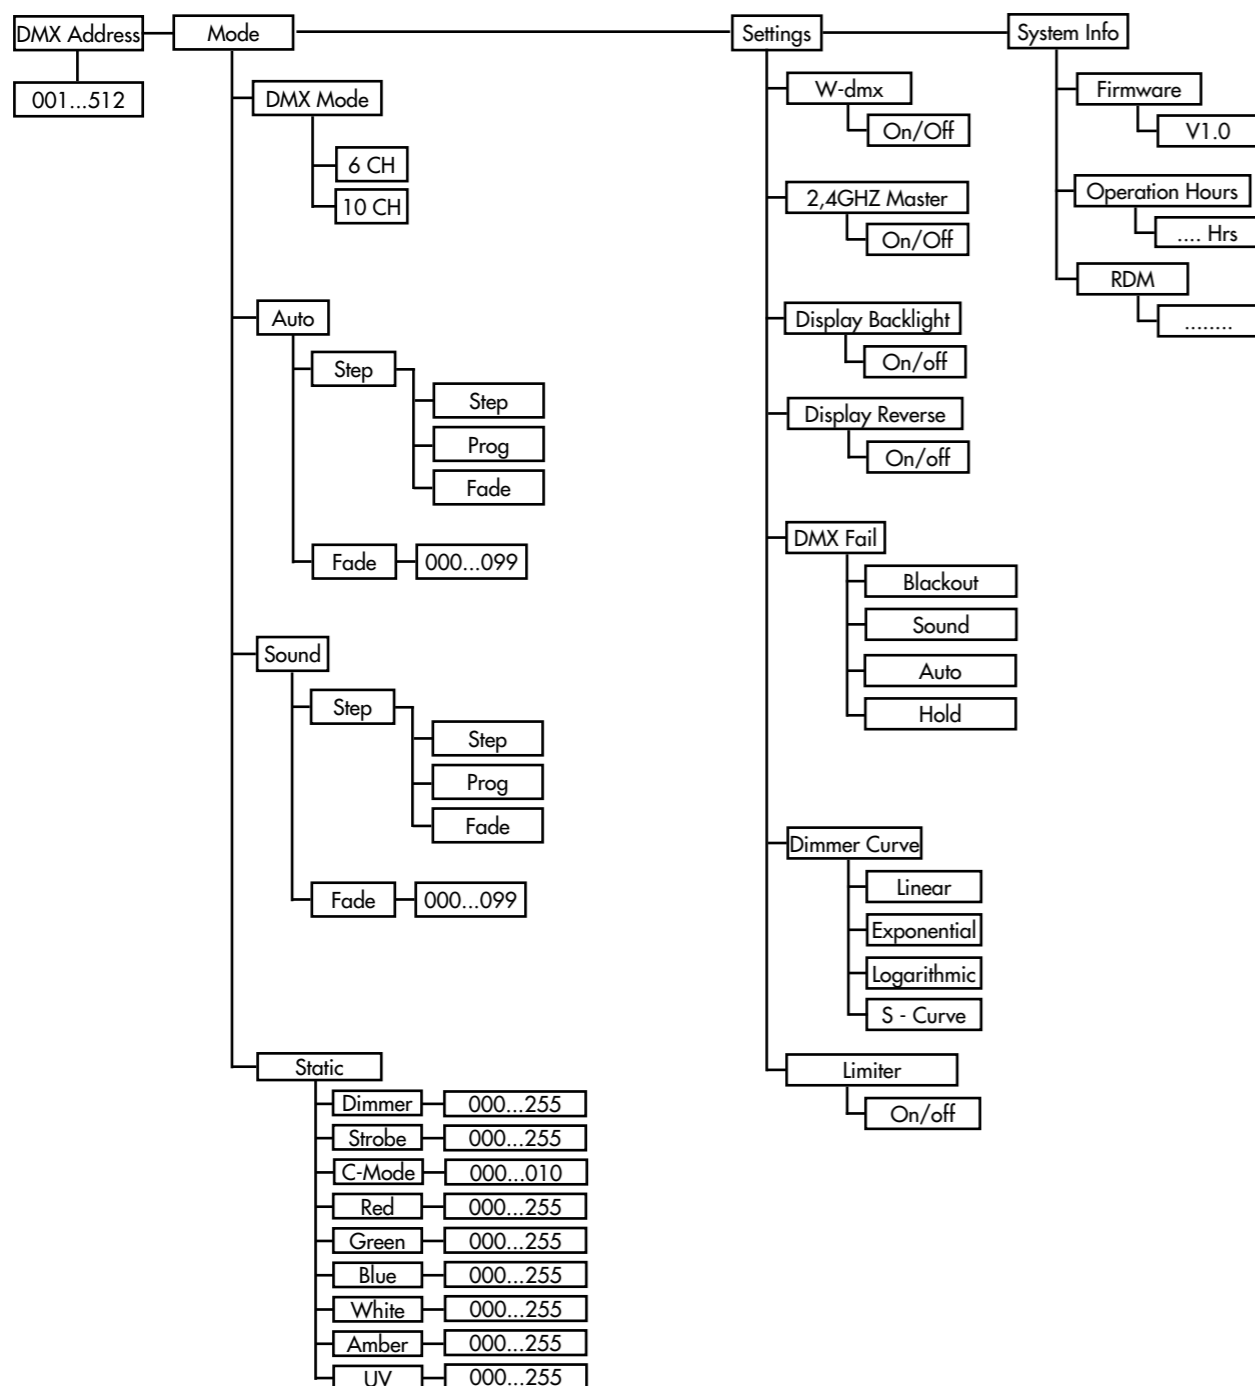 DMX Address
001...512
Mode
DMX Mode
6 CH
10 CH
Auto
Step
Step
Prog
Fade
Fade
000...099
Sound
Step
Step
Prog
Fade
Fade
000...099
Static
Dimmer
000...255
Strobe
000...255
C-Mode
000...010
Red
000...255
Green
000...255
Blue
000...255
White
000...255
Amber
000...255
UV
000...255
Settings
W-dmx
On/Off
2,4GHZ Master
On/Off
Display Backlight
On/off
Display Reverse
On/off
DMX Fail
Blackout
Sound
Auto
Hold
Dimmer Curve
Linear
Exponential
Logarithmic
S - Curve
Limiter
On/off
System Info
Firmware
V1.0
Operation Hours
.... Hrs
RDM
........